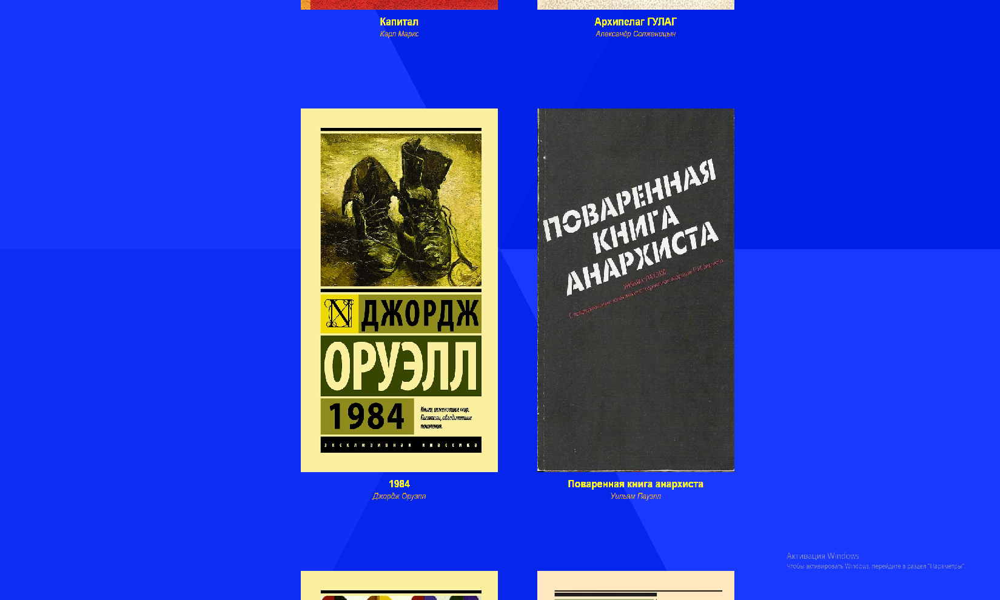 Капитал
Карл Маркс
Архипелаг ГУЛАГ
Александр Солженицын
N ДЖОРДЖ
ОРУЭЛЛ
1984
Книги, изменившие мир.
Писатели, объединившие
поколения.
эксклюзивная классика
1984
Джордж Оруэлл
ПОВАРЕННАЯ
КНИГА
АНАРХИСТА
УИЛЬЯМ ПАУЭЛЛ
Поваренная книга анархиста
Уильям Пауэлл
Активация Windows
Чтобы активировать Windows, перейдите в раздел "Параметры".